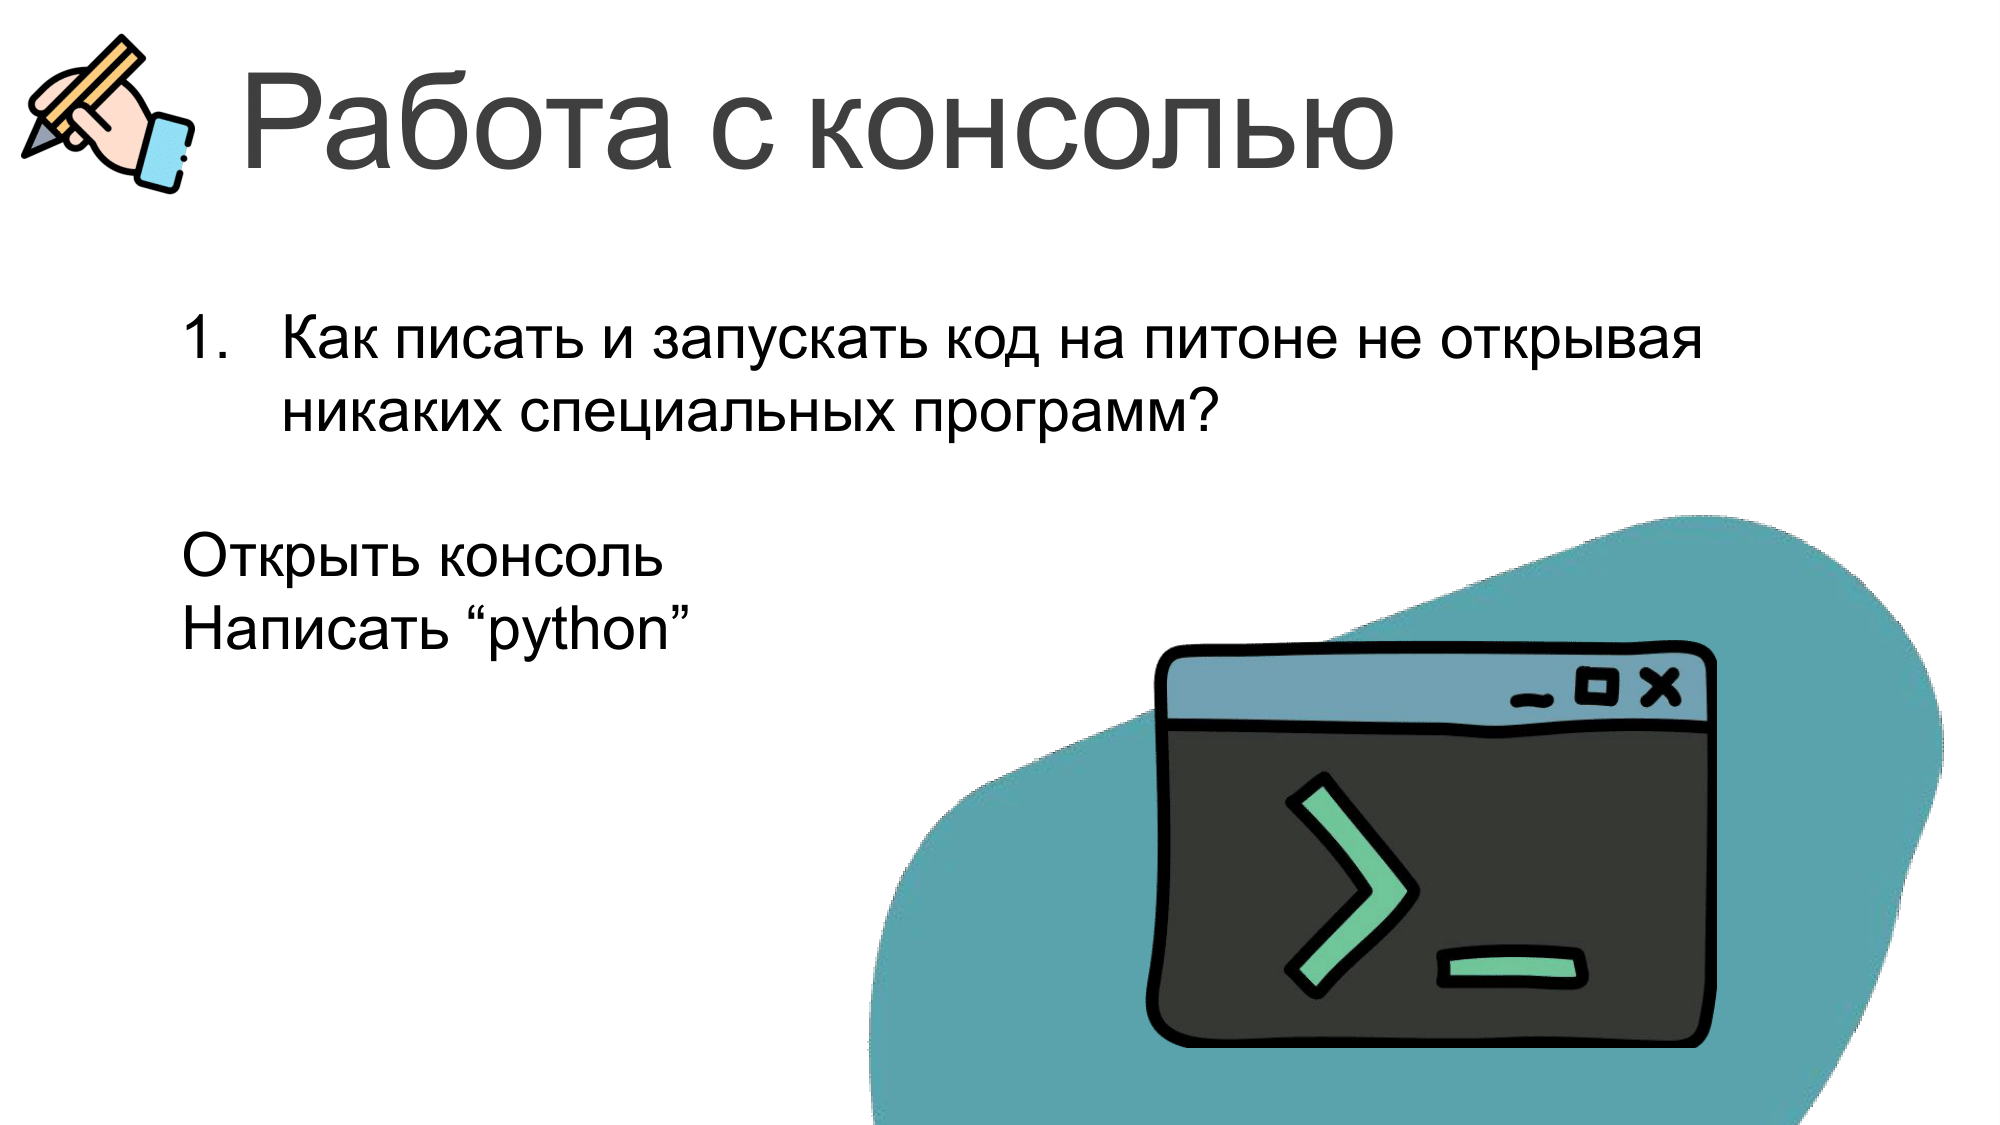 Работа с консолью
1. Как писать и запускать код на питоне не открывая
никаких специальных программ?
Открыть консоль
Написать “python”